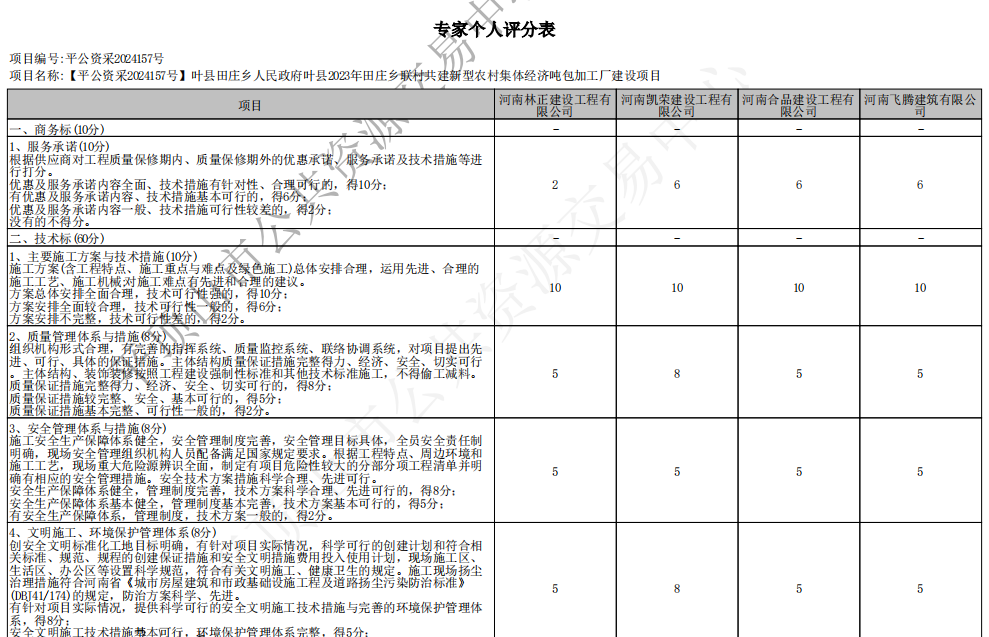 专家个人评分表
项目编号:平公资采2024157号
项目名称:【平公资采2024157号】叶县田庄乡人民政府叶县2023年田庄乡联村共建新型农村集体经济吨包加工厂建设项目
项目 河南林正建设工程有限公司 河南凯荣建设工程有限公司 河南合品建设工程有限公司 河南飞腾建筑有限公司
一、商务标(10分) - - - -
1、服务承诺(10分)
根据供应商对工程质量保修期内、质量保修期外的优惠承诺、服务承诺及技术措施等进
行打分。
优惠及服务承诺内容全面、技术措施有针对性、合理可行的，得10分；
有优惠及服务承诺内容、技术措施基本可行的，得6分；
优惠及服务承诺内容一般、技术措施可行性较差的，得2分；
没有的不得分。
2 6 6 6
二、技术标(60分) - - - -
1、主要施工方案与技术措施(10分)
施工方案(含工程特点、施工重点与难点及绿色施工)总体安排合理，运用先进、合理的
施工工艺、施工机械;对施工难点有先进和合理的建议。
方案总体安排全面合理，技术可行性强的，得10分；
方案安排全面较合理，技术可行性一般的，得6分；
方案安排不完整，技术可行性差的，得2分。
10 10 10 10
2、质量管理体系与措施(8分)
组织机构形式合理，有完善的指挥系统、质量监控系统、联络协调系统，对项目提出先
进、可行、具体的保证措施。主体结构质量保证措施完整得力、经济、安全、切实可行
。主体结构、装饰装修按照工程建设强制性标准和其他技术标准施工，不得偷工减料。
质量保证措施完整得力、经济、安全、切实可行的，得8分；
质量保证措施较完整、安全、基本可行的，得5分；
质量保证措施基本完整、可行性一般的，得2分。
5 8 5 5
3、安全管理体系与措施(8分)
施工安全生产保障体系健全，安全管理制度完善，安全管理目标具体，全员安全责任制
明确，现场安全管理组织机构人员配备满足国家规定要求。根据工程特点、周边环境和
施工工艺，现场重大危险源辨识全面，制定有项目危险性较大的分部分项工程清单并明
确有相应的安全管理措施。安全技术方案措施科学合理、先进可行。
安全生产保障体系健全，管理制度完善，技术方案科学合理、先进可行的，得8分；
安全生产保障体系基本健全，管理制度基本完善，技术方案基本可行的，得5分；
有安全生产保障体系，管理制度，技术方案一般的，得2分。
5 5 5 5
4、文明施工、环境保护管理体系(8分)
创安全文明标准化工地目标明确，有针对项目实际情况，科学可行的创建计划和符合相
关标准、规范、规程的创建保证措施和安全文明措施费用投入使用计划，现场施工区、
生活区、办公区等设置科学规范，符合有关文明施工、健康卫生的规定。施工现场扬尘
治理措施符合河南省《城市房屋建筑和市政基础设施工程及道路扬尘污染防治标准》
(DBJ41/174)的规定，防治方案科学、先进。
有针对项目实际情况，提供科学可行的安全文明施工技术措施与完善的环境保护管理体
系，得8分；
安全文明施工技术措施基本可行，环境保护管理体系完整，得5分；
5 8 5 5